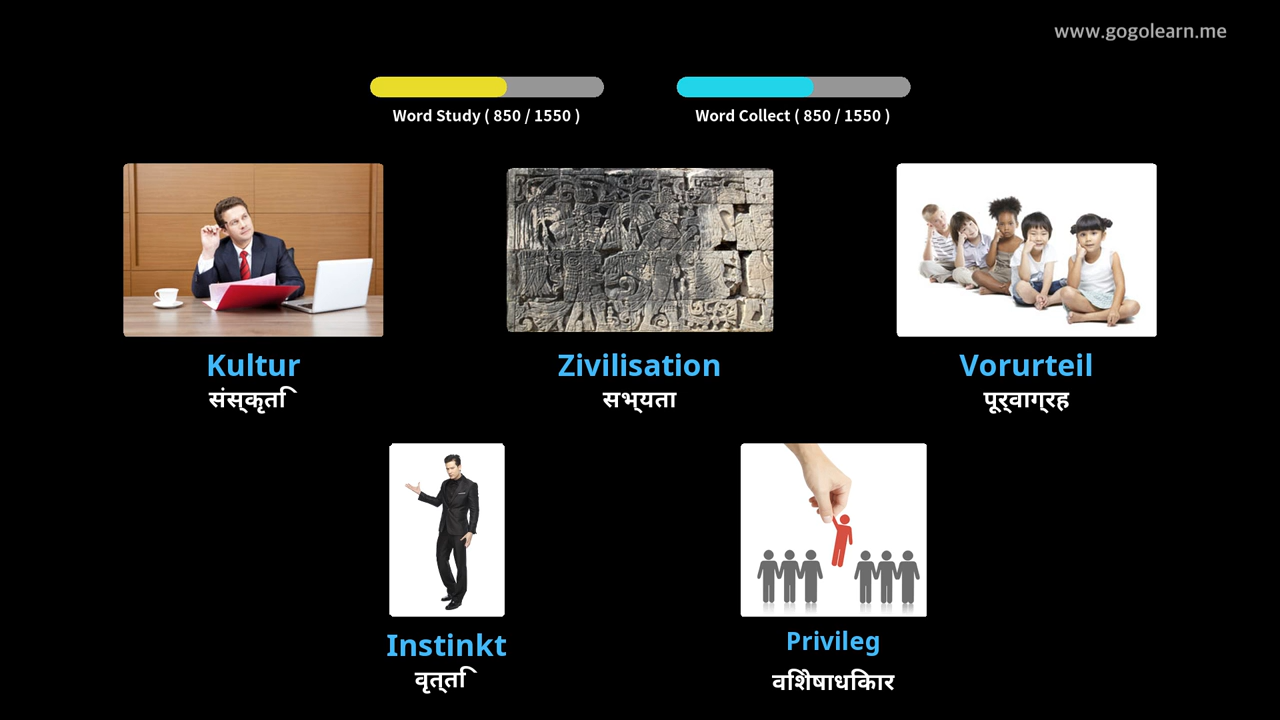 www.gogolearn.me
Word Study ( 850 / 1550 )
Word Collect ( 850 / 1550 )
Kultur
संस्कृति
Zivilisation
सभ्यता
Vorurteil
पूर्वाग्रह
Instinkt
वृत्ति
Privileg
विशेषाधिकार